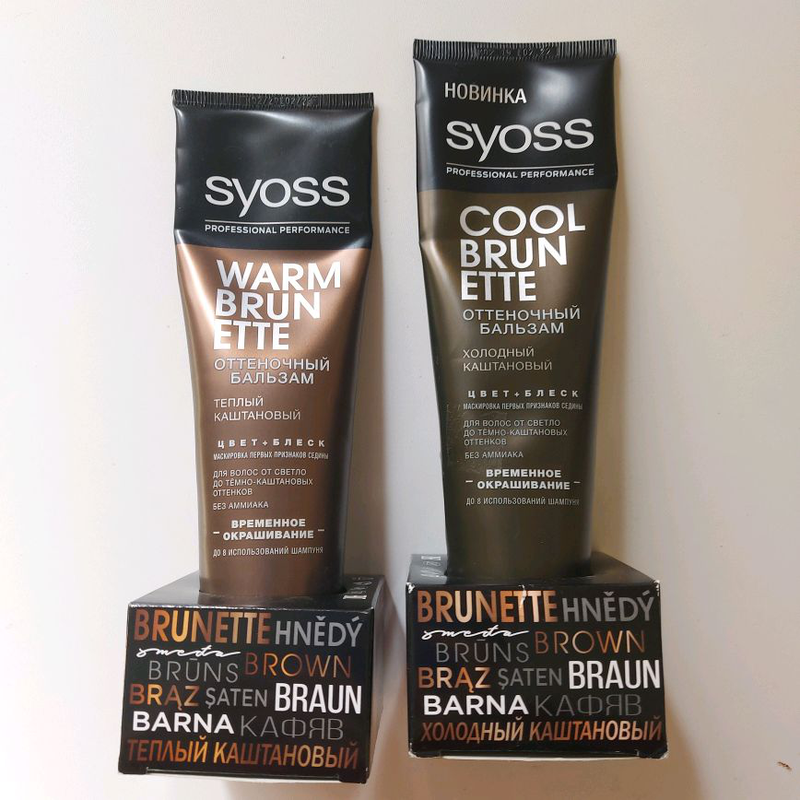 syoss
PROFESSIONAL PERFORMANCE
WARM
BRUN
ETTE
ОТТЕНОЧНЫЙ
БАЛЬЗАМ
ТЕПЛЫЙ
КАШТАНОВЫЙ
ЦВЕТ+БЛЕСК
МАСКИРОВКА ПЕРВЫХ ПРИЗНАКОВ СЕДИНЫ
ДЛЯ ВОЛОС ОТ СВЕТЛО
ДО ТЁМНО-КАШТАНОВЫХ
ОТТЕНКОВ
БЕЗ АММИАКА
ВРЕМЕННОЕ
- ОКРАШИВАНИЕ -
ДО 8 ИСПОЛЬЗОВАНИЙ ШАМПУНЯ
BRUNETTE HNĚDÝ
smeđa
BRŪNS BROWN
BRĄZ ŞATEN BRAUN
BARNA КАФЯВ
ТЕПЛЫЙ КАШТАНОВЫЙ
НОВИНКА
syoss
PROFESSIONAL PERFORMANCE
COOL
BRUN
ETTE
ОТТЕНОЧНЫЙ
БАЛЬЗАМ
ХОЛОДНЫЙ
КАШТАНОВЫЙ
ЦВЕТ+БЛЕСК
МАСКИРОВКА ПЕРВЫХ ПРИЗНАКОВ СЕДИНЫ
ДЛЯ ВОЛОС ОТ СВЕТЛО
ДО ТЁМНО-КАШТАНОВЫХ
ОТТЕНКОВ
БЕЗ АММИАКА
ВРЕМЕННОЕ
- ОКРАШИВАНИЕ -
ДО 8 ИСПОЛЬЗОВАНИЙ ШАМПУНЯ
BRUNETTE HNĚDÝ
smeđa
BRŪNS BROWN
BRĄZ ŞATEN BRAUN
BARNA КАФЯВ
ХОЛОДНЫЙ КАШТАНОВЫЙ